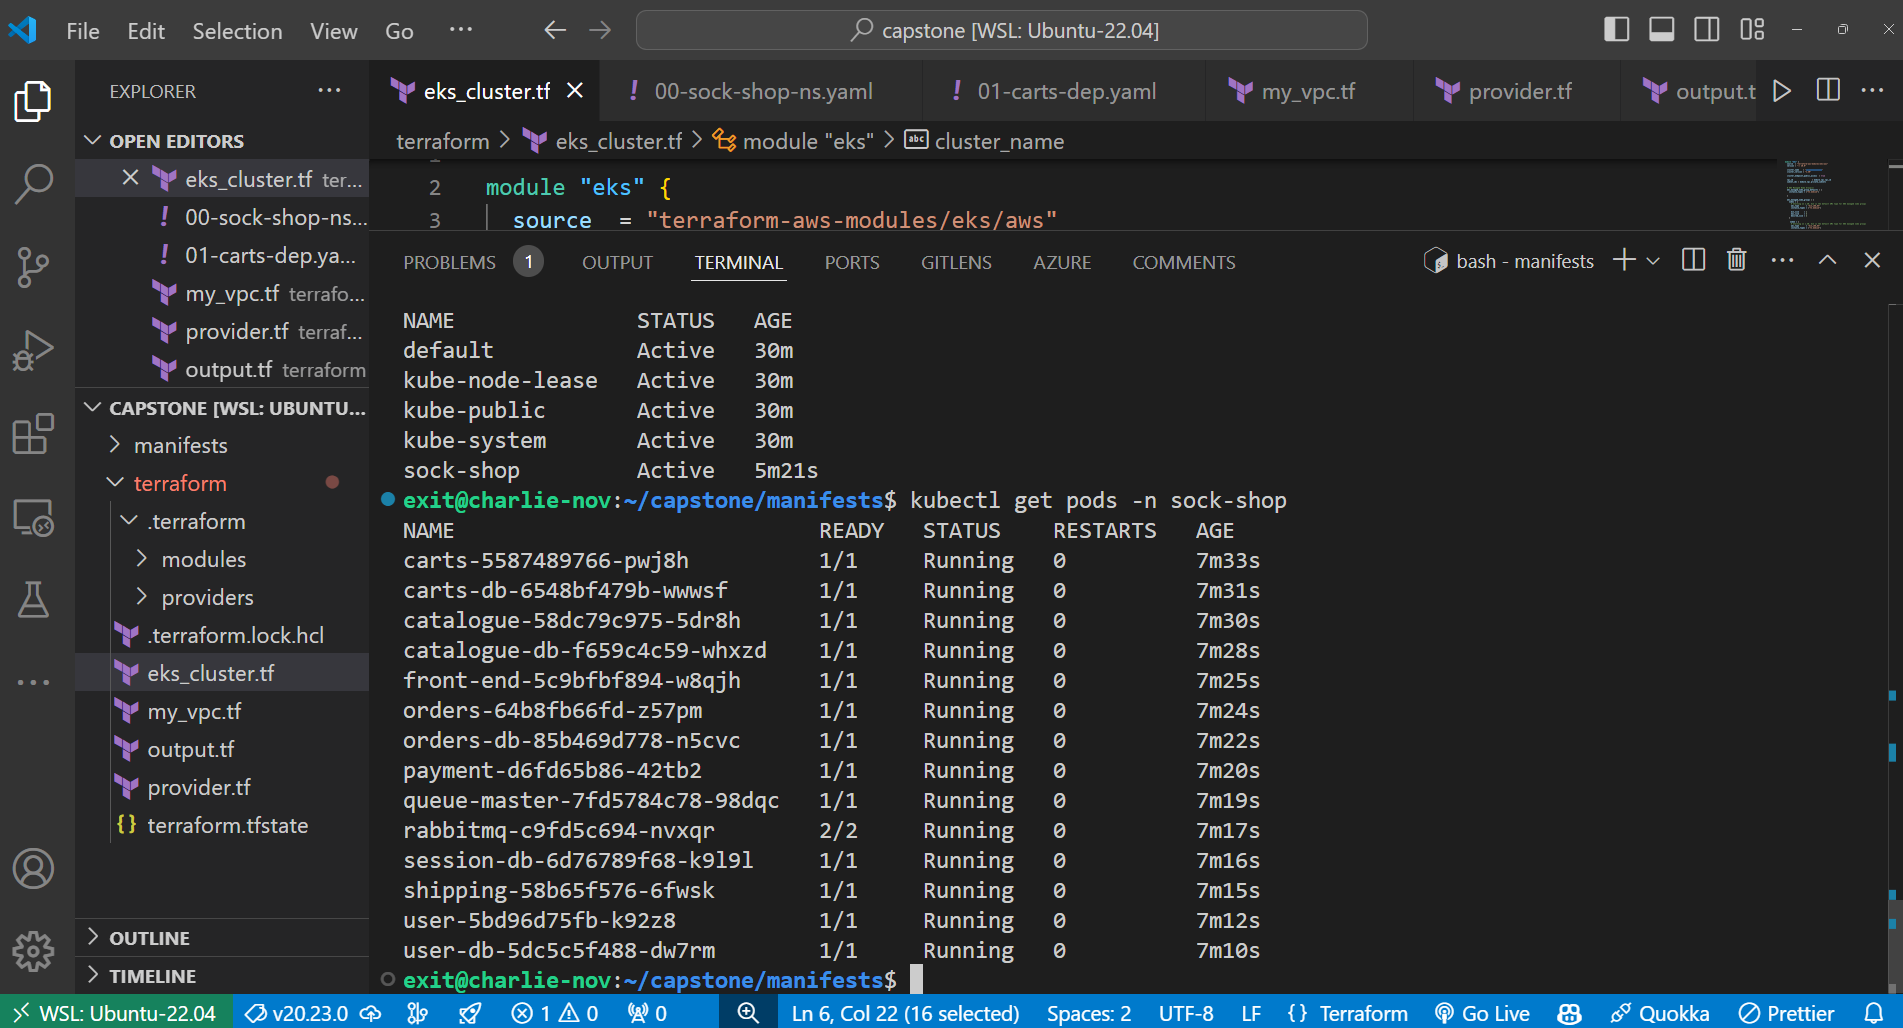 File Edit Selection View Go ··· capstone [WSL: Ubuntu-22.04]
EXPLORER ···
OPEN EDITORS
eks_cluster.tf ter...
00-sock-shop-ns...
01-carts-dep.ya...
my_vpc.tf terrafo...
provider.tf terraf...
output.tf terraform
CAPSTONE [WSL: UBUNTU...
manifests
terraform
.terraform
modules
providers
.terraform.lock.hcl
eks_cluster.tf
my_vpc.tf
output.tf
provider.tf
{} terraform.tfstate
OUTLINE
TIMELINE
eks_cluster.tf 00-sock-shop-ns.yaml 01-carts-dep.yaml my_vpc.tf provider.tf output.t
terraform > eks_cluster.tf > module "eks" > abc cluster_name
2 module "eks" {
3 source = "terraform-aws-modules/eks/aws"
PROBLEMS 1 OUTPUT TERMINAL PORTS GITLENS AZURE COMMENTS bash - manifests
NAME STATUS AGE
default Active 30m
kube-node-lease Active 30m
kube-public Active 30m
kube-system Active 30m
sock-shop Active 5m21s
exit@charlie-nov:~/capstone/manifests$ kubectl get pods -n sock-shop
NAME READY STATUS RESTARTS AGE
carts-5587489766-pwj8h 1/1 Running 0 7m33s
carts-db-6548bf479b-wwwsf 1/1 Running 0 7m31s
catalogue-58dc79c975-5dr8h 1/1 Running 0 7m30s
catalogue-db-f659c4c59-whxzd 1/1 Running 0 7m28s
front-end-5c9bfbf894-w8qjh 1/1 Running 0 7m25s
orders-64b8fb66fd-z57pm 1/1 Running 0 7m24s
orders-db-85b469d778-n5cvc 1/1 Running 0 7m22s
payment-d6fd65b86-42tb2 1/1 Running 0 7m20s
queue-master-7fd5784c78-98dqc 1/1 Running 0 7m19s
rabbitmq-c9fd5c694-nvxqr 2/2 Running 0 7m17s
session-db-6d76789f68-k9l9l 1/1 Running 0 7m16s
shipping-58b65f576-6fwsk 1/1 Running 0 7m15s
user-5bd96d75fb-k92z8 1/1 Running 0 7m12s
user-db-5dc5c5f488-dw7rm 1/1 Running 0 7m10s
exit@charlie-nov:~/capstone/manifests$
WSL: Ubuntu-22.04 v20.23.0 1 0 0 Ln 6, Col 22 (16 selected) Spaces: 2 UTF-8 LF {} Terraform Go Live Quokka Prettier